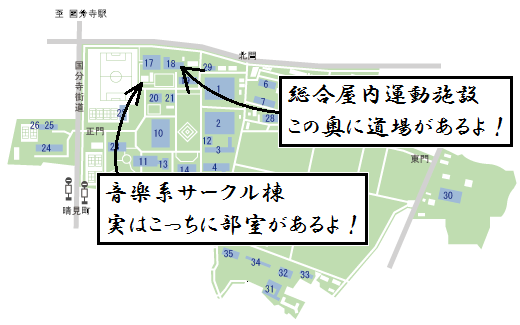 至 国分寺駅
北門
国分寺街道
17
18
29
1
6
7
28
総合屋内運動施設
この奥に道場があるよ！
20
21
2
10
26 25
正門
24
12
3
11
13
14
4
東門
30
音楽系サークル棟
実はこっちに部室があるよ！
晴見町
35
34
33
32
31